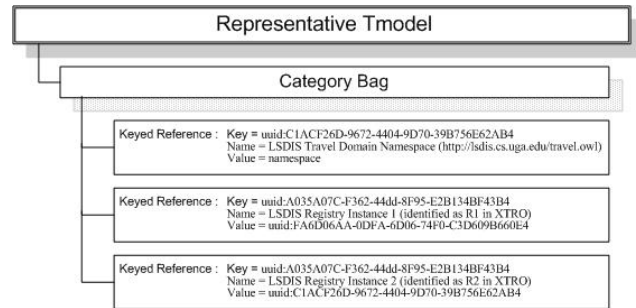 Representative Tmodel
Category Bag
Keyed Reference : Key = uuid:C1ACF26D-9672-4404-9D70-39B756E62AB4
Name = LSDIS Travel Domain Namespace (http://lsdis.cs.uga.edu/travel.owl)
Value = namespace
Keyed Reference : Key = uuid:A035A07C-F362-44dd-8F95-E2B134BF43B4
Name = LSDIS Registry Instance 1 (identified as R1 in XTRO)
Value = uuid:FA6D06AA-0DFA-6D06-74F0-C3D609B660E4
Keyed Reference : Key = uuid:A035A07C-F362-44dd-8F95-E2B134BF43B4
Name = LSDIS Registry Instance 2 (identified as R2 in XTRO)
Value = uuid:C1ACF26D-9672-4404-9D70-39B756E62AB4